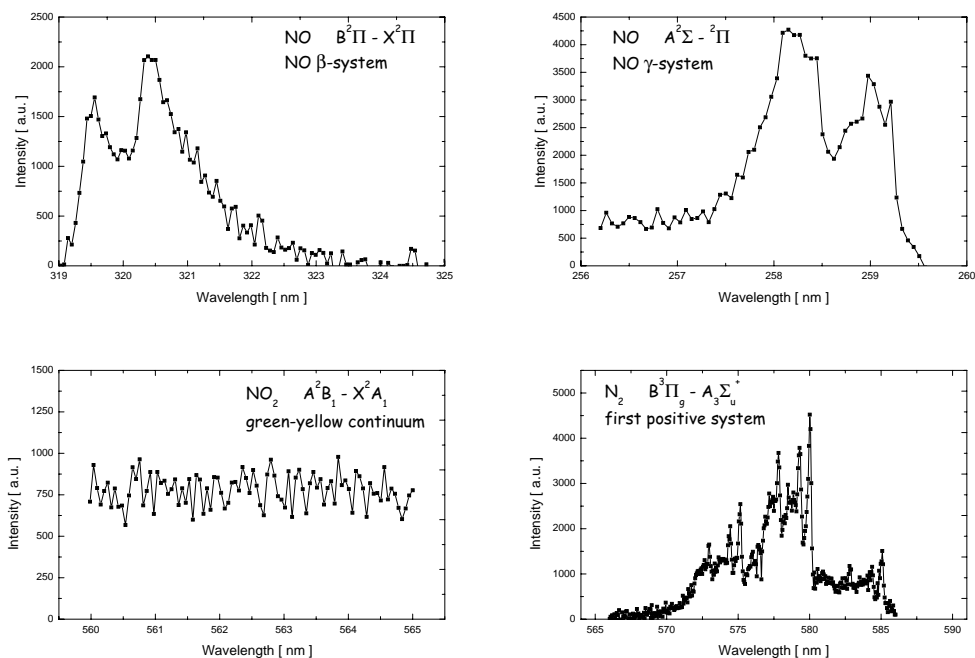 NO B²Π - X²Π
NO β-system
Intensity [ a.u. ]
2500
2000
1500
1000
500
0
319 320 321 322 323 324 325
Wavelength [ nm ]
NO A²Σ - ²Π
NO γ-system
Intensity [ a.u. ]
4500
4000
3500
3000
2500
2000
1500
1000
500
0
256 257 258 259 260
Wavelength [ nm ]
NO₂ A²B₁ - X²A₁
green-yellow continuum
Intensity [ a.u. ]
1500
1250
1000
750
500
250
0
560 561 562 563 564 565
Wavelength [ nm ]
N₂ B³Π_g - A₃Σ_u⁺
first positive system
Intensity [ a.u. ]
5000
4000
3000
2000
1000
0
565 570 575 580 585 590
Wavelength [ nm ]